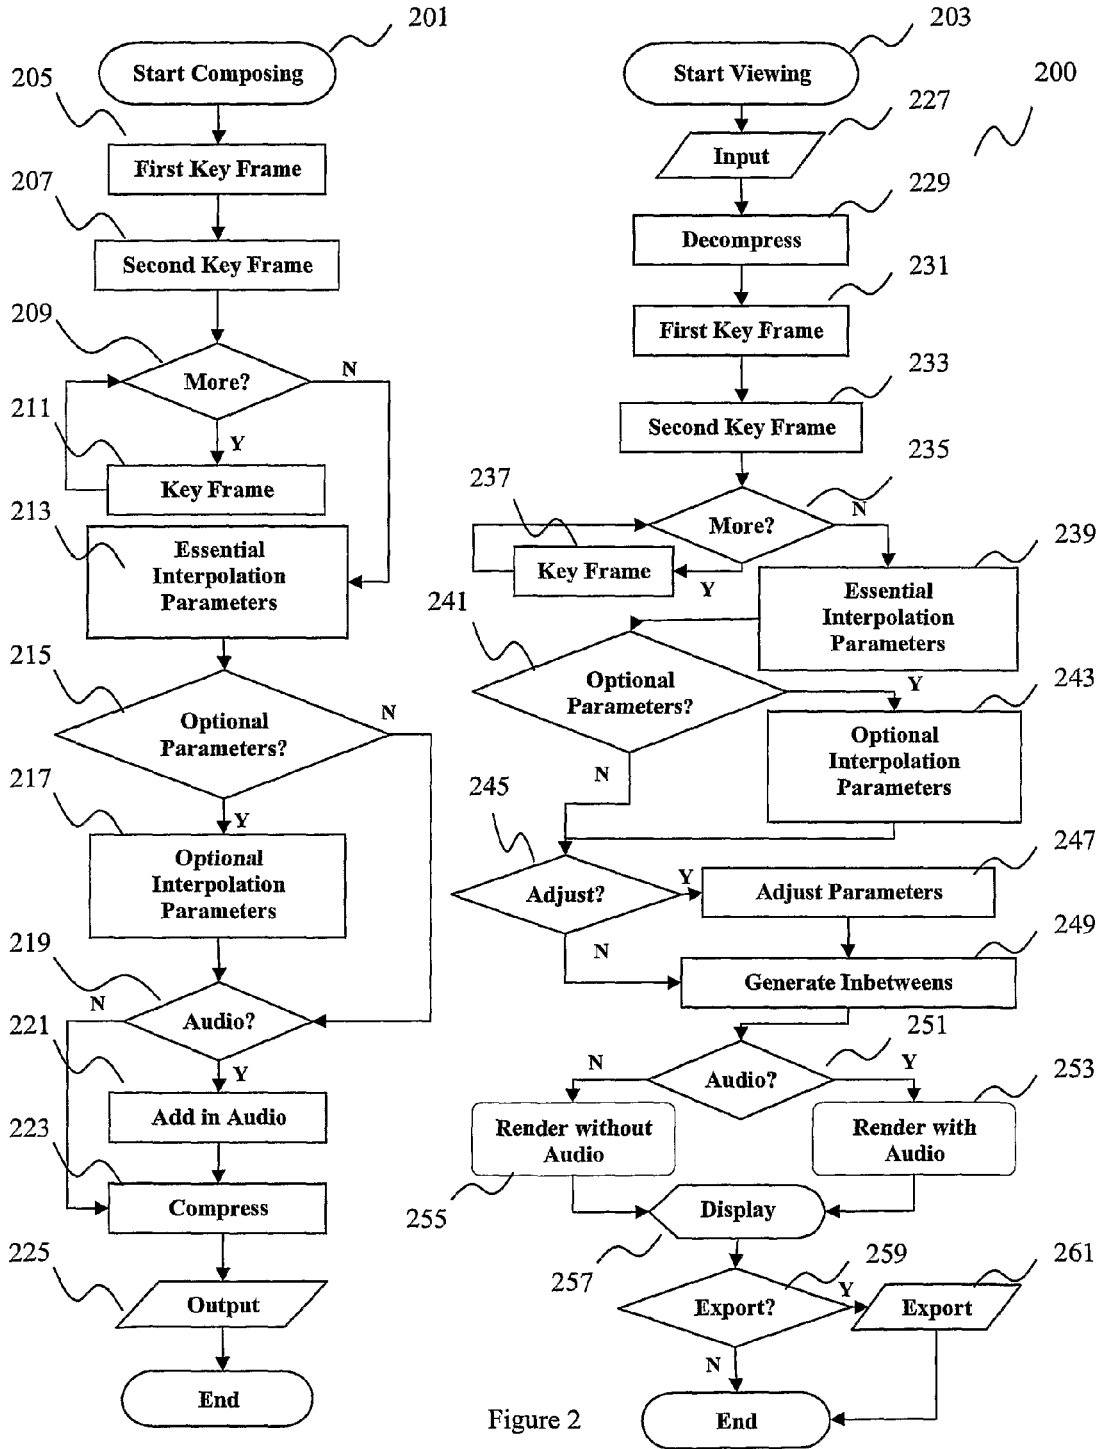 201
Start Composing
205
First Key Frame
207
Second Key Frame
209
More?
N
Y
211
Key Frame
213
Essential
Interpolation
Parameters
215
Optional
Parameters?
N
Y
217
Optional
Interpolation
Parameters
219
Audio?
N
Y
221
Add in Audio
223
Compress
225
Output
End
203
Start Viewing
200
227
Input
229
Decompress
231
First Key Frame
233
Second Key Frame
235
More?
N
Y
237
Key Frame
239
Essential
Interpolation
Parameters
241
Optional
Parameters?
Y
N
243
Optional
Interpolation
Parameters
245
Adjust?
Y
N
247
Adjust Parameters
249
Generate Inbetweens
251
Audio?
N
Y
253
Render without
Audio
Render with
Audio
255
Display
257
259
Export?
Y
N
261
Export
End
Figure 2